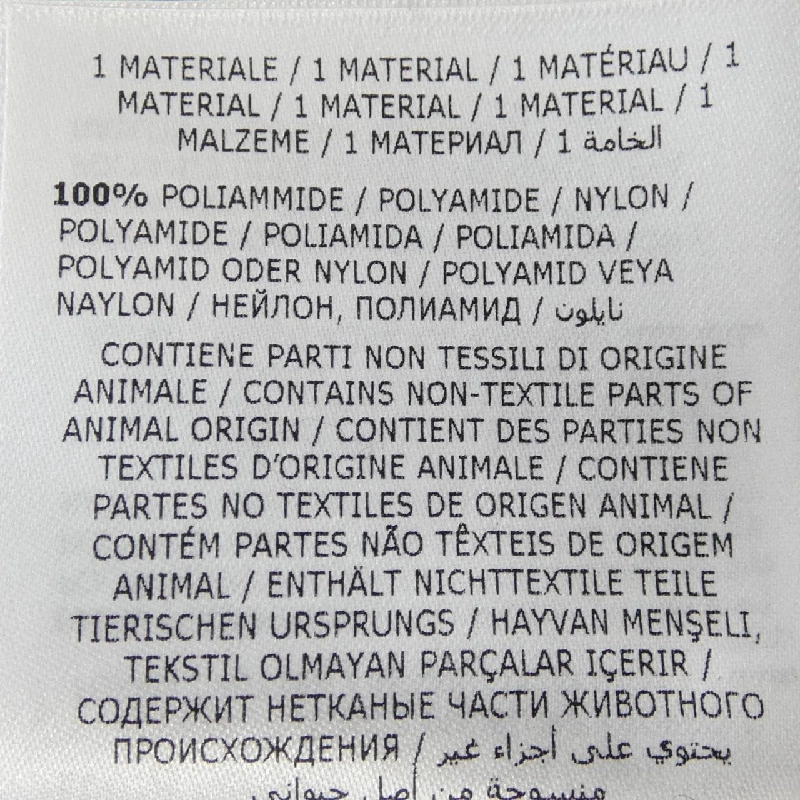 1 MATERIALE / 1 MATERIAL / 1 MATÉRIAU / 1
MATERIAL / 1 MATERIAL / 1 MATERIAL / 1
MALZEME / 1 МАТЕРИАЛ / 1 الخامة
100% POLIAMMIDE / POLYAMIDE / NYLON /
POLYAMIDE / POLIAMIDA / POLIAMIDA /
POLYAMID ODER NYLON / POLYAMID VEYA
NAYLON / НЕЙЛОН, ПОЛИАМИД / نايلون
CONTIENE PARTI NON TESSILI DI ORIGINE
ANIMALE / CONTAINS NON-TEXTILE PARTS OF
ANIMAL ORIGIN / CONTIENT DES PARTIES NON
TEXTILES D'ORIGINE ANIMALE / CONTIENE
PARTES NO TEXTILES DE ORIGEN ANIMAL /
CONTÉM PARTES NÃO TÊXTEIS DE ORIGEM
ANIMAL / ENTHÄLT NICHTTEXTILE TEILE
TIERISCHEN URSPRUNGS / HAYVAN MENŞELI,
TEKSTIL OLMAYAN PARÇALAR IÇERIR /
СОДЕРЖИТ НЕТКАНЫЕ ЧАСТИ ЖИВОТНОГО
ПРОИСХОЖДЕНИЯ / يحتوي على أجزاء غير
منسوجة من أصل حيواني